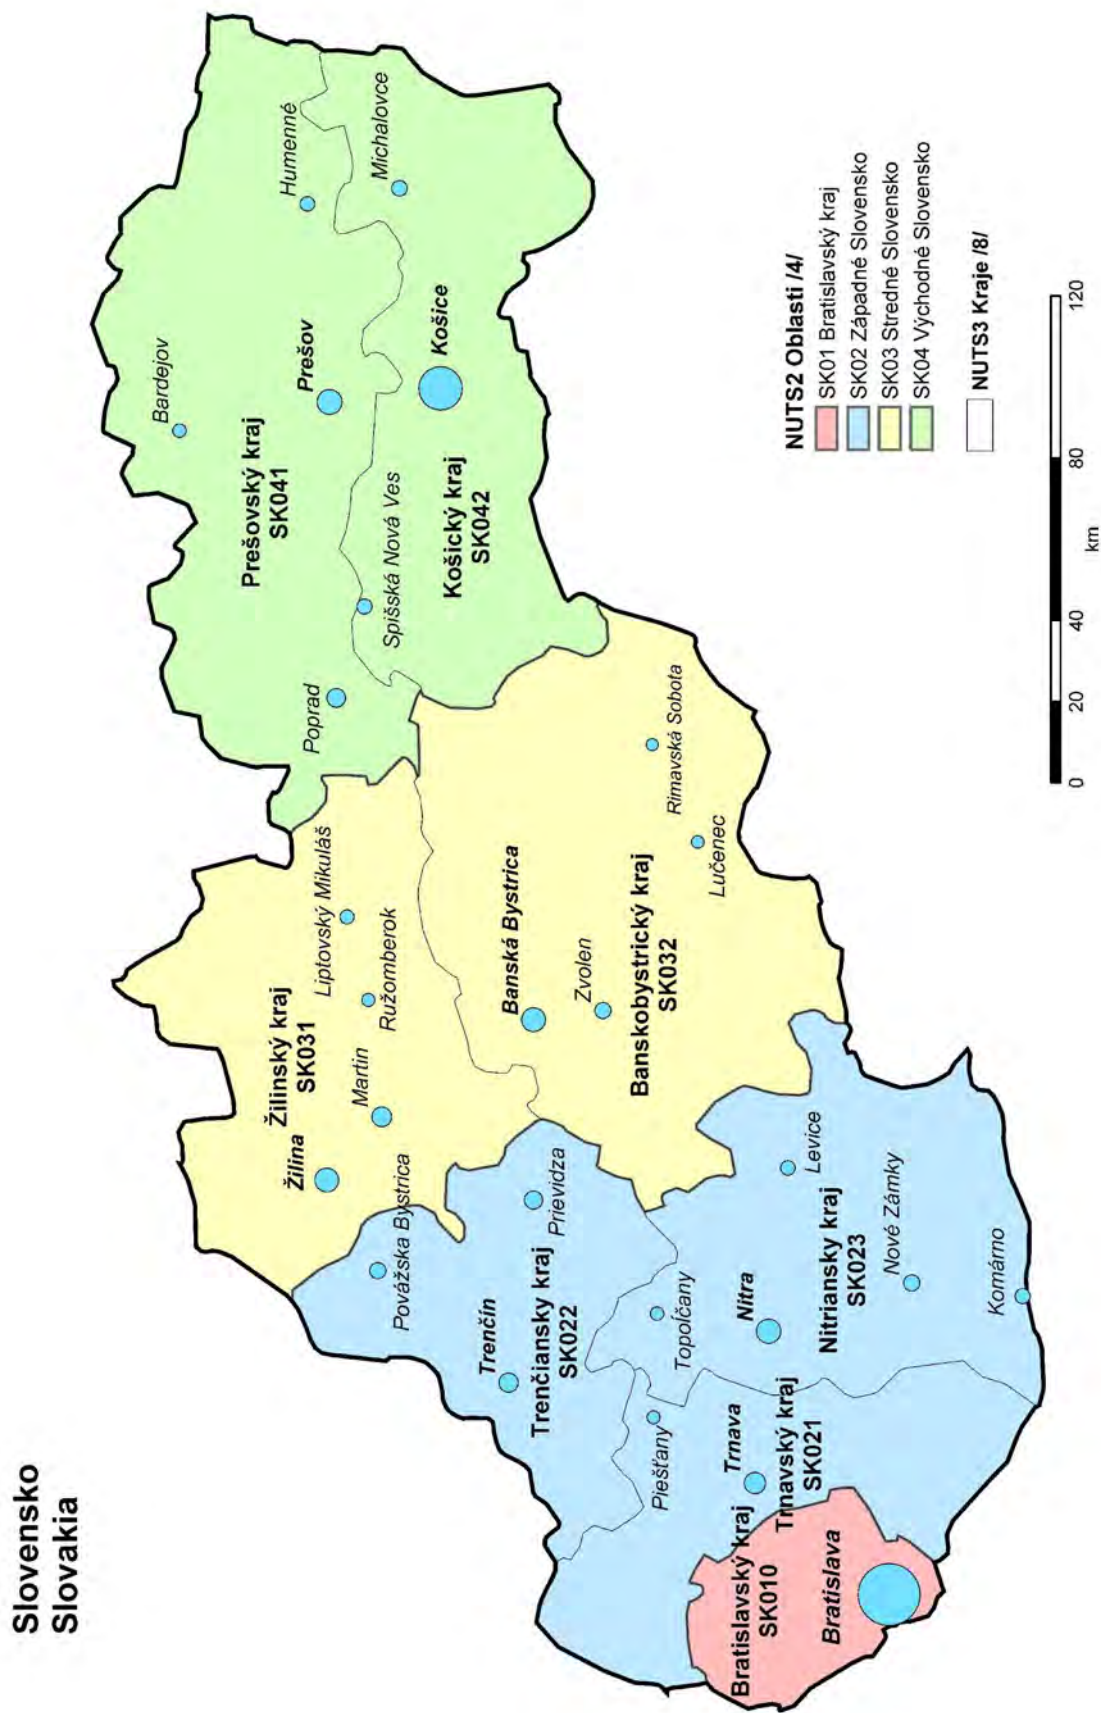 Slovensko
Slovakia
Bardejov
Humenné
Prešovský kraj
SK041
Prešov
Michalovce
Poprad
Spišská Nová Ves
Košice
Košický kraj
SK042
Žilinský kraj
SK031
Liptovský Mikuláš
Žilina
Martin
Ružomberok
Považska Bystrica
Banská Bystrica
Zvolen
Banskobystrický kraj
SK032
Rimavská Sobota
Lučenec
Trenčín
Prievidza
Trenčiansky kraj
SK022
Piešťany
Topolčany
Nitra
Levice
Nitriansky kraj
SK023
Nové Zámky
Komárno
Trnava
Trnavský kraj
SK021
Bratislavský kraj
SK010
Bratislava
NUTS2 Oblasti /4/
SK01 Bratislavský kraj
SK02 Západné Slovensko
SK03 Stredné Slovensko
SK04 Východné Slovensko
NUTS3 Kraje /8/
0 20 40 80 120
km